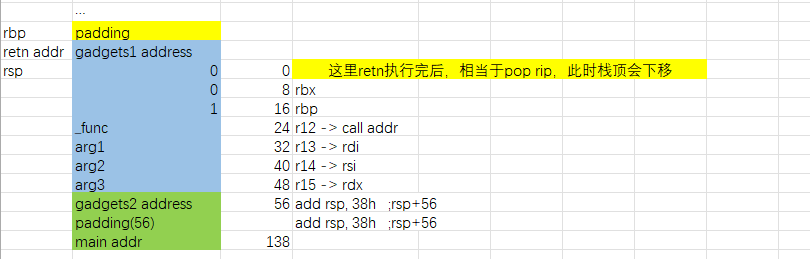 ...
rbp padding
retn addr gadgets1 address
rsp 0 0 这里retn执行完后，相当于pop rip，此时栈顶会下移
0 8 rbx
1 16 rbp
_func 24 r12 -> call addr
arg1 32 r13 -> rdi
arg2 40 r14 -> rsi
arg3 48 r15 -> rdx
gadgets2 address 56 add rsp, 38h ;rsp+56
padding(56) add rsp, 38h ;rsp+56
main addr 138